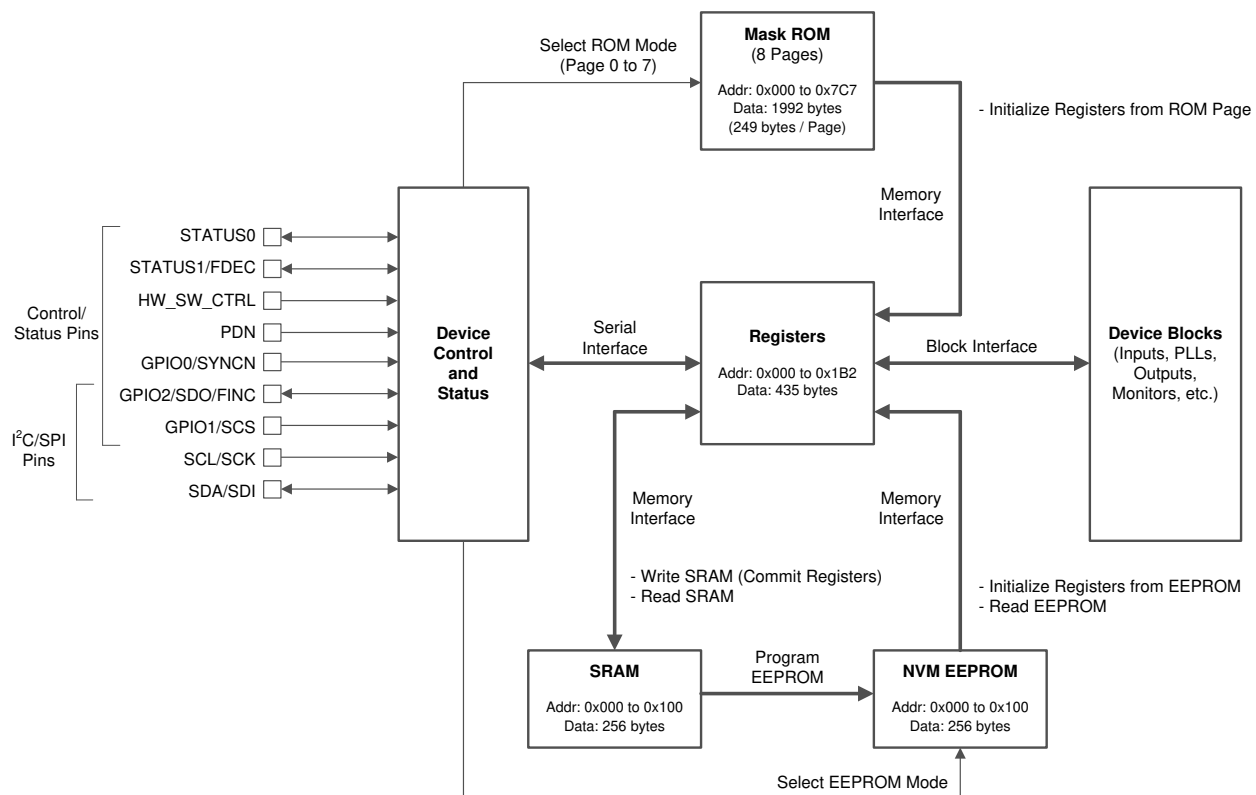 Mask ROM
(8 Pages)
Addr: 0x000 to 0x7C7
Data: 1992 bytes
(249 bytes / Page)
Select ROM Mode
(Page 0 to 7)
- Initialize Registers from ROM Page
Memory
Interface
Control/
Status Pins
I²C/SPI
Pins
STATUS0
STATUS1/FDEC
HW_SW_CTRL
PDN
GPIO0/SYNCN
GPIO2/SDO/FINC
GPIO1/SCS
SCL/SCK
SDA/SDI
Device
Control
and
Status
Serial
Interface
Registers
Addr: 0x000 to 0x1B2
Data: 435 bytes
Block Interface
Device Blocks
(Inputs, PLLs,
Outputs,
Monitors, etc.)
Memory
Interface
- Write SRAM (Commit Registers)
- Read SRAM
Memory
Interface
- Initialize Registers from EEPROM
- Read EEPROM
SRAM
Addr: 0x000 to 0x100
Data: 256 bytes
Program
EEPROM
NVM EEPROM
Addr: 0x000 to 0x100
Data: 256 bytes
Select EEPROM Mode